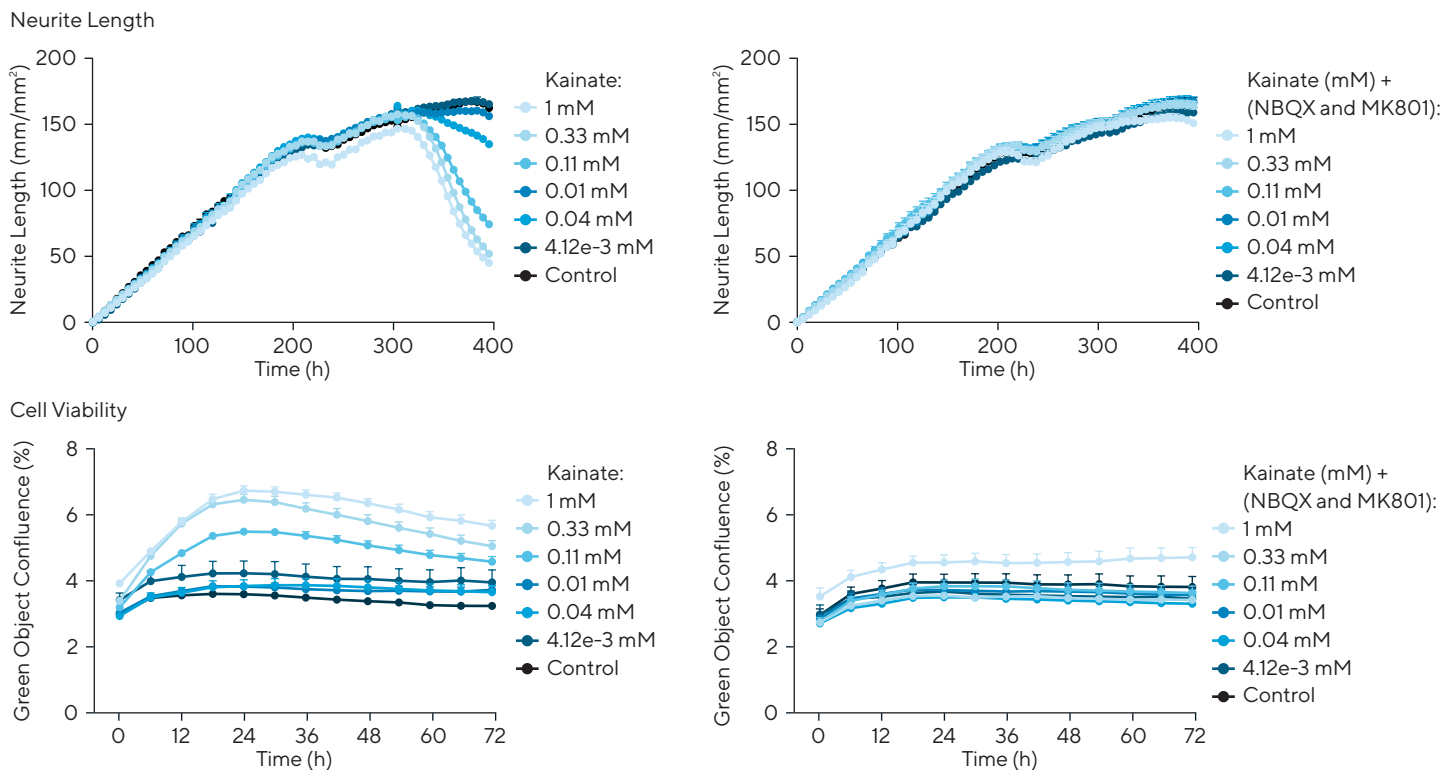 Neurite Length
Neurite Length (mm/mm²)
200
150
100
50
0
0
100
200
300
400
Time (h)
Kainate:
1 mM
0.33 mM
0.11 mM
0.01 mM
0.04 mM
4.12e-3 mM
Control
Neurite Length (mm/mm²)
200
150
100
50
0
0
100
200
300
400
Time (h)
Kainate (mM) +
(NBQX and MK801):
1 mM
0.33 mM
0.11 mM
0.01 mM
0.04 mM
4.12e-3 mM
Control
Cell Viability
Green Object Confluence (%)
8
6
4
2
0
0
12
24
36
48
60
72
Time (h)
Kainate:
1 mM
0.33 mM
0.11 mM
0.01 mM
0.04 mM
4.12e-3 mM
Control
Green Object Confluence (%)
8
6
4
2
0
0
12
24
36
48
60
72
Time (h)
Kainate (mM) +
(NBQX and MK801):
1 mM
0.33 mM
0.11 mM
0.01 mM
0.04 mM
4.12e-3 mM
Control